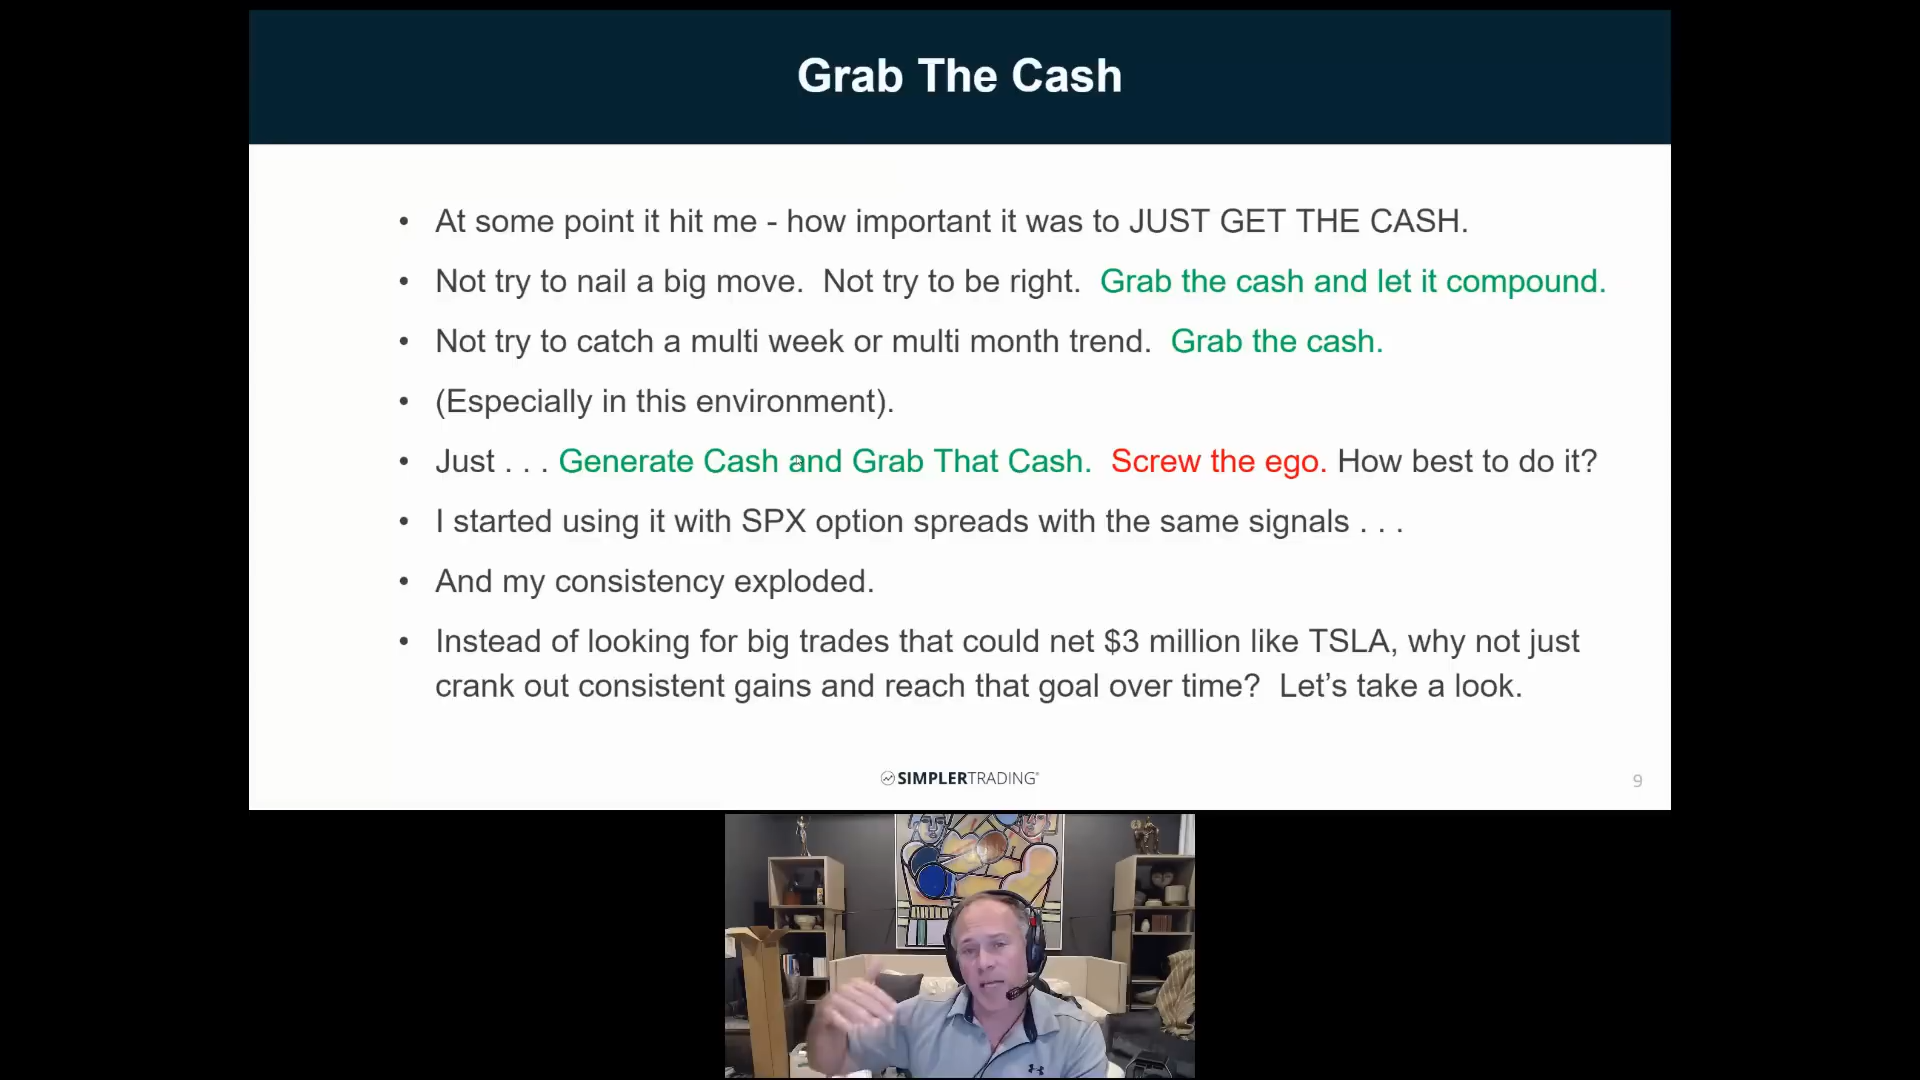 Grab The Cash
• At some point it hit me - how important it was to JUST GET THE CASH.
• Not try to nail a big move.  Not try to be right.  Grab the cash and let it compound.
• Not try to catch a multi week or multi month trend.  Grab the cash.
• (Especially in this environment).
• Just . . . Generate Cash and Grab That Cash.  Screw the ego. How best to do it?
• I started using it with SPX option spreads with the same signals . . .
• And my consistency exploded.
• Instead of looking for big trades that could net $3 million like TSLA, why not just
crank out consistent gains and reach that goal over time?  Let’s take a look.
SIMPLERTRADING®
9